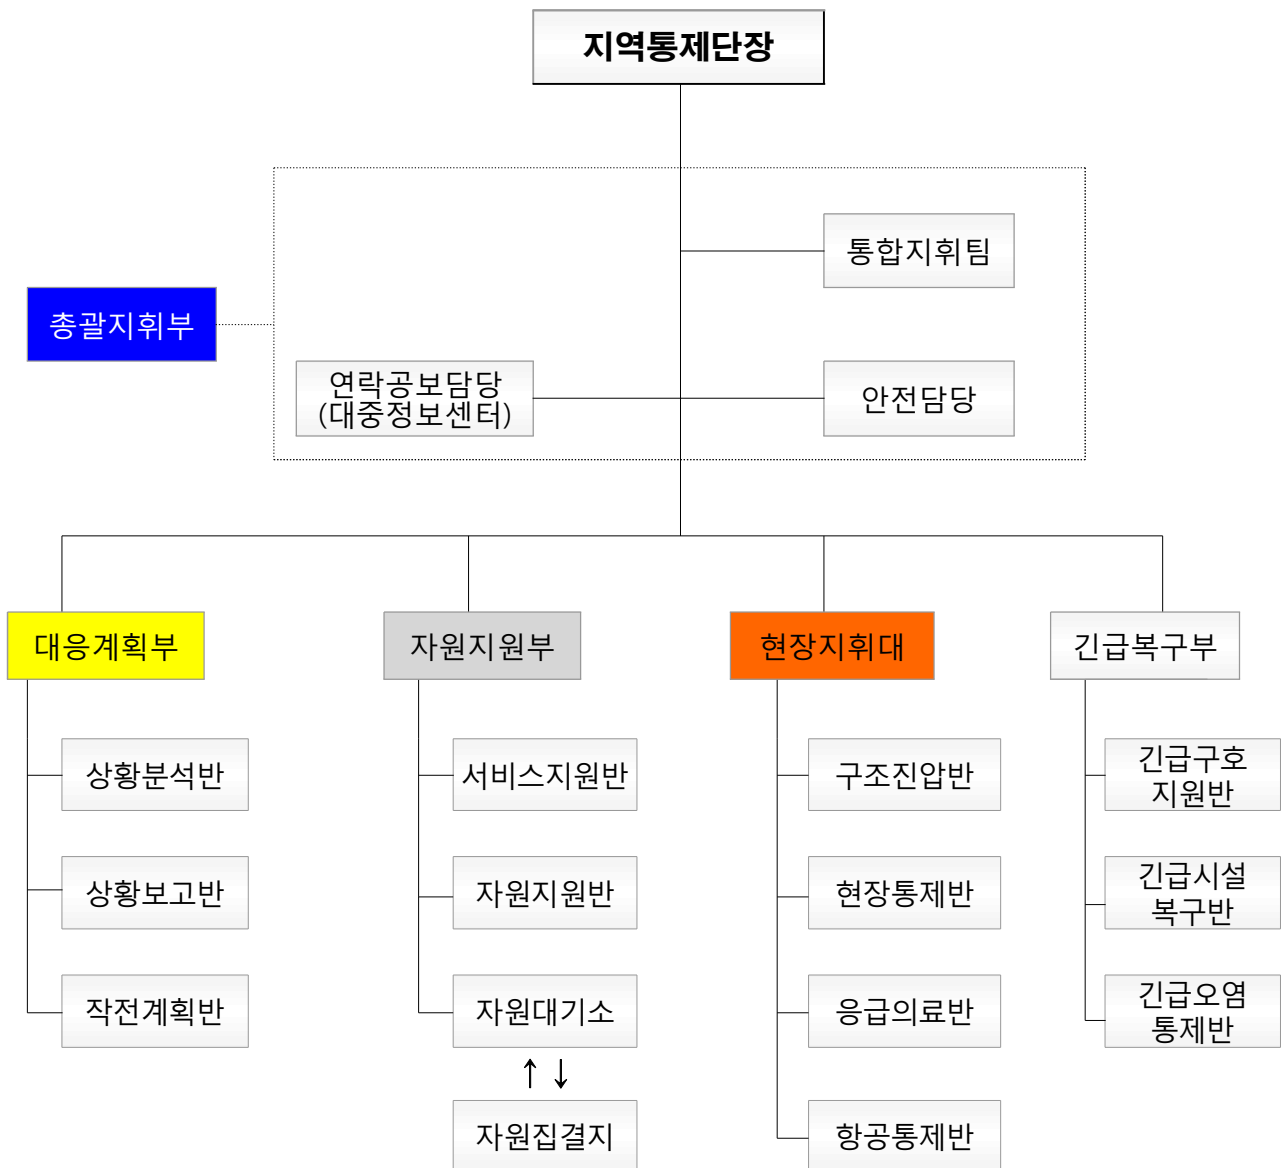 지역통제단장
통합지휘팀
총괄지휘부
연락공보담당
(대중정보센터)
안전담당
대응계획부
자원지원부
현장지휘대
긴급복구부
상황분석반
서비스지원반
구조진압반
긴급구호
지원반
상황보고반
자원지원반
현장통제반
긴급시설
복구반
작전계획반
자원대기소
응급의료반
긴급오염
통제반
↑ ↓
자원집결지
항공통제반